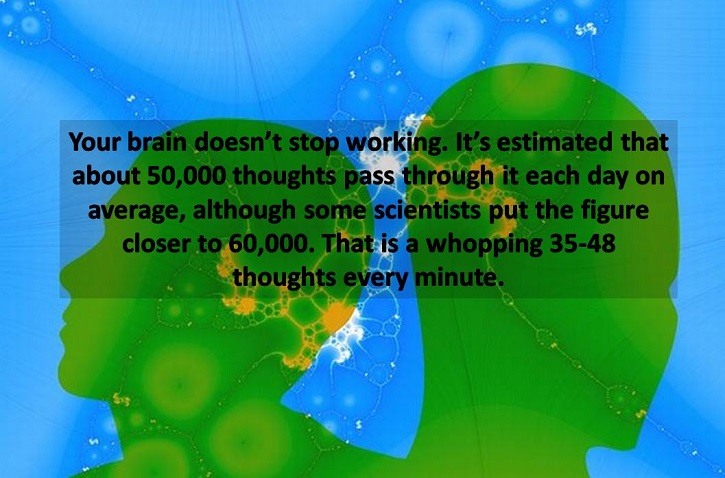 Your brain doesn’t stop working. It’s estimated that
about 50,000 thoughts pass through it each day on
average, although some scientists put the figure
closer to 60,000. That is a whopping 35-48
thoughts every minute.